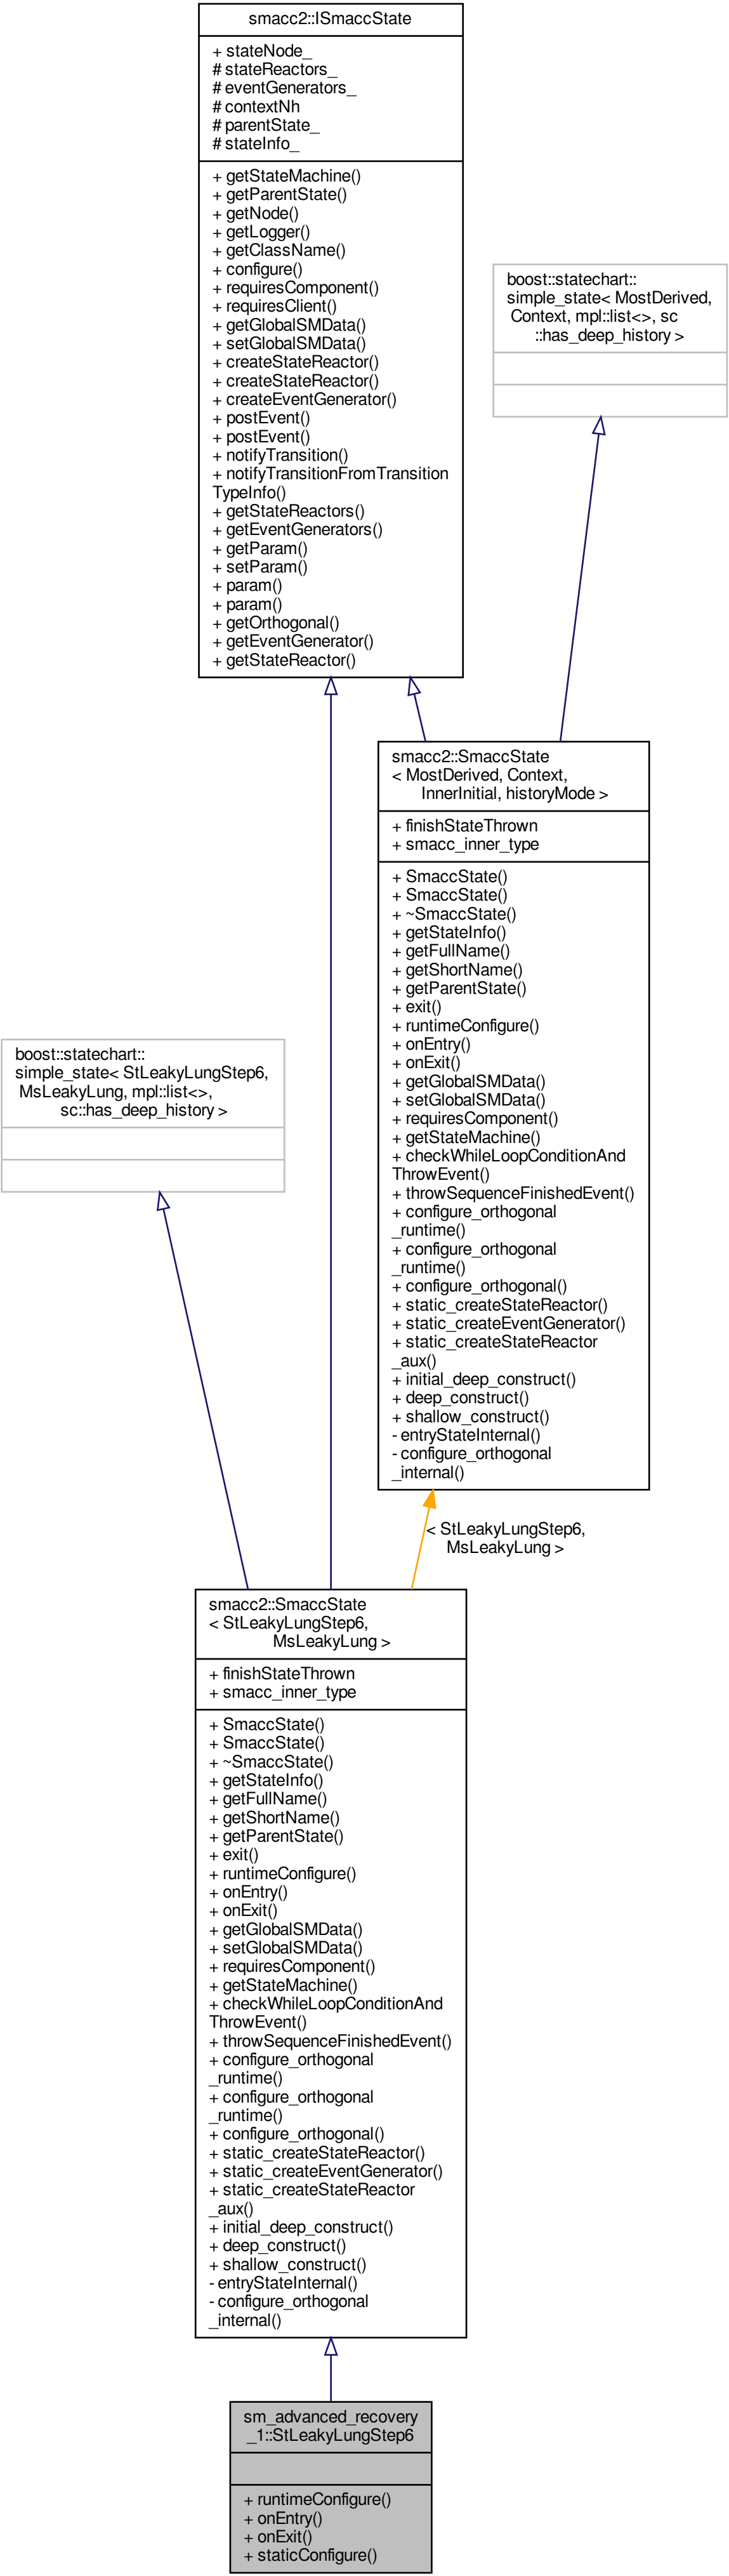 smacc2::ISmaccState
+ stateNode_
# stateReactors_
# eventGenerators_
# contextNh
# parentState_
# stateInfo_
+ getStateMachine()
+ getParentState()
+ getNode()
+ getLogger()
+ getClassName()
+ configure()
+ requiresComponent()
+ requiresClient()
+ getGlobalSMData()
+ setGlobalSMData()
+ createStateReactor()
+ createStateReactor()
+ createEventGenerator()
+ postEvent()
+ postEvent()
+ notifyTransition()
+ notifyTransitionFromTransition
TypeInfo()
+ getStateReactors()
+ getEventGenerators()
+ getParam()
+ setParam()
+ param()
+ param()
+ getOrthogonal()
+ getEventGenerator()
+ getStateReactor()
boost::statechart::
simple_state< MostDerived,
Context, mpl::list<>, sc
::has_deep_history >
smacc2::SmaccState
< MostDerived, Context,
InnerInitial, historyMode >
+ finishStateThrown
+ smacc_inner_type
+ SmaccState()
+ SmaccState()
+ ~SmaccState()
+ getStateInfo()
+ getFullName()
+ getShortName()
+ getParentState()
+ exit()
+ runtimeConfigure()
+ onEntry()
+ onExit()
+ getGlobalSMData()
+ setGlobalSMData()
+ requiresComponent()
+ getStateMachine()
+ checkWhileLoopConditionAnd
ThrowEvent()
+ throwSequenceFinishedEvent()
+ configure_orthogonal
_runtime()
+ configure_orthogonal
_runtime()
+ configure_orthogonal()
+ static_createStateReactor()
+ static_createEventGenerator()
+ static_createStateReactor
_aux()
+ initial_deep_construct()
+ deep_construct()
+ shallow_construct()
- entryStateInternal()
- configure_orthogonal
_internal()
boost::statechart::
simple_state< StLeakyLungStep6,
MsLeakyLung, mpl::list<>,
sc::has_deep_history >
< StLeakyLungStep6,
MsLeakyLung >
smacc2::SmaccState
< StLeakyLungStep6,
MsLeakyLung >
+ finishStateThrown
+ smacc_inner_type
+ SmaccState()
+ SmaccState()
+ ~SmaccState()
+ getStateInfo()
+ getFullName()
+ getShortName()
+ getParentState()
+ exit()
+ runtimeConfigure()
+ onEntry()
+ onExit()
+ getGlobalSMData()
+ setGlobalSMData()
+ requiresComponent()
+ getStateMachine()
+ checkWhileLoopConditionAnd
ThrowEvent()
+ throwSequenceFinishedEvent()
+ configure_orthogonal
_runtime()
+ configure_orthogonal
_runtime()
+ configure_orthogonal()
+ static_createStateReactor()
+ static_createEventGenerator()
+ static_createStateReactor
_aux()
+ initial_deep_construct()
+ deep_construct()
+ shallow_construct()
- entryStateInternal()
- configure_orthogonal
_internal()
sm_advanced_recovery
_1::StLeakyLungStep6
+ runtimeConfigure()
+ onEntry()
+ onExit()
+ staticConfigure()